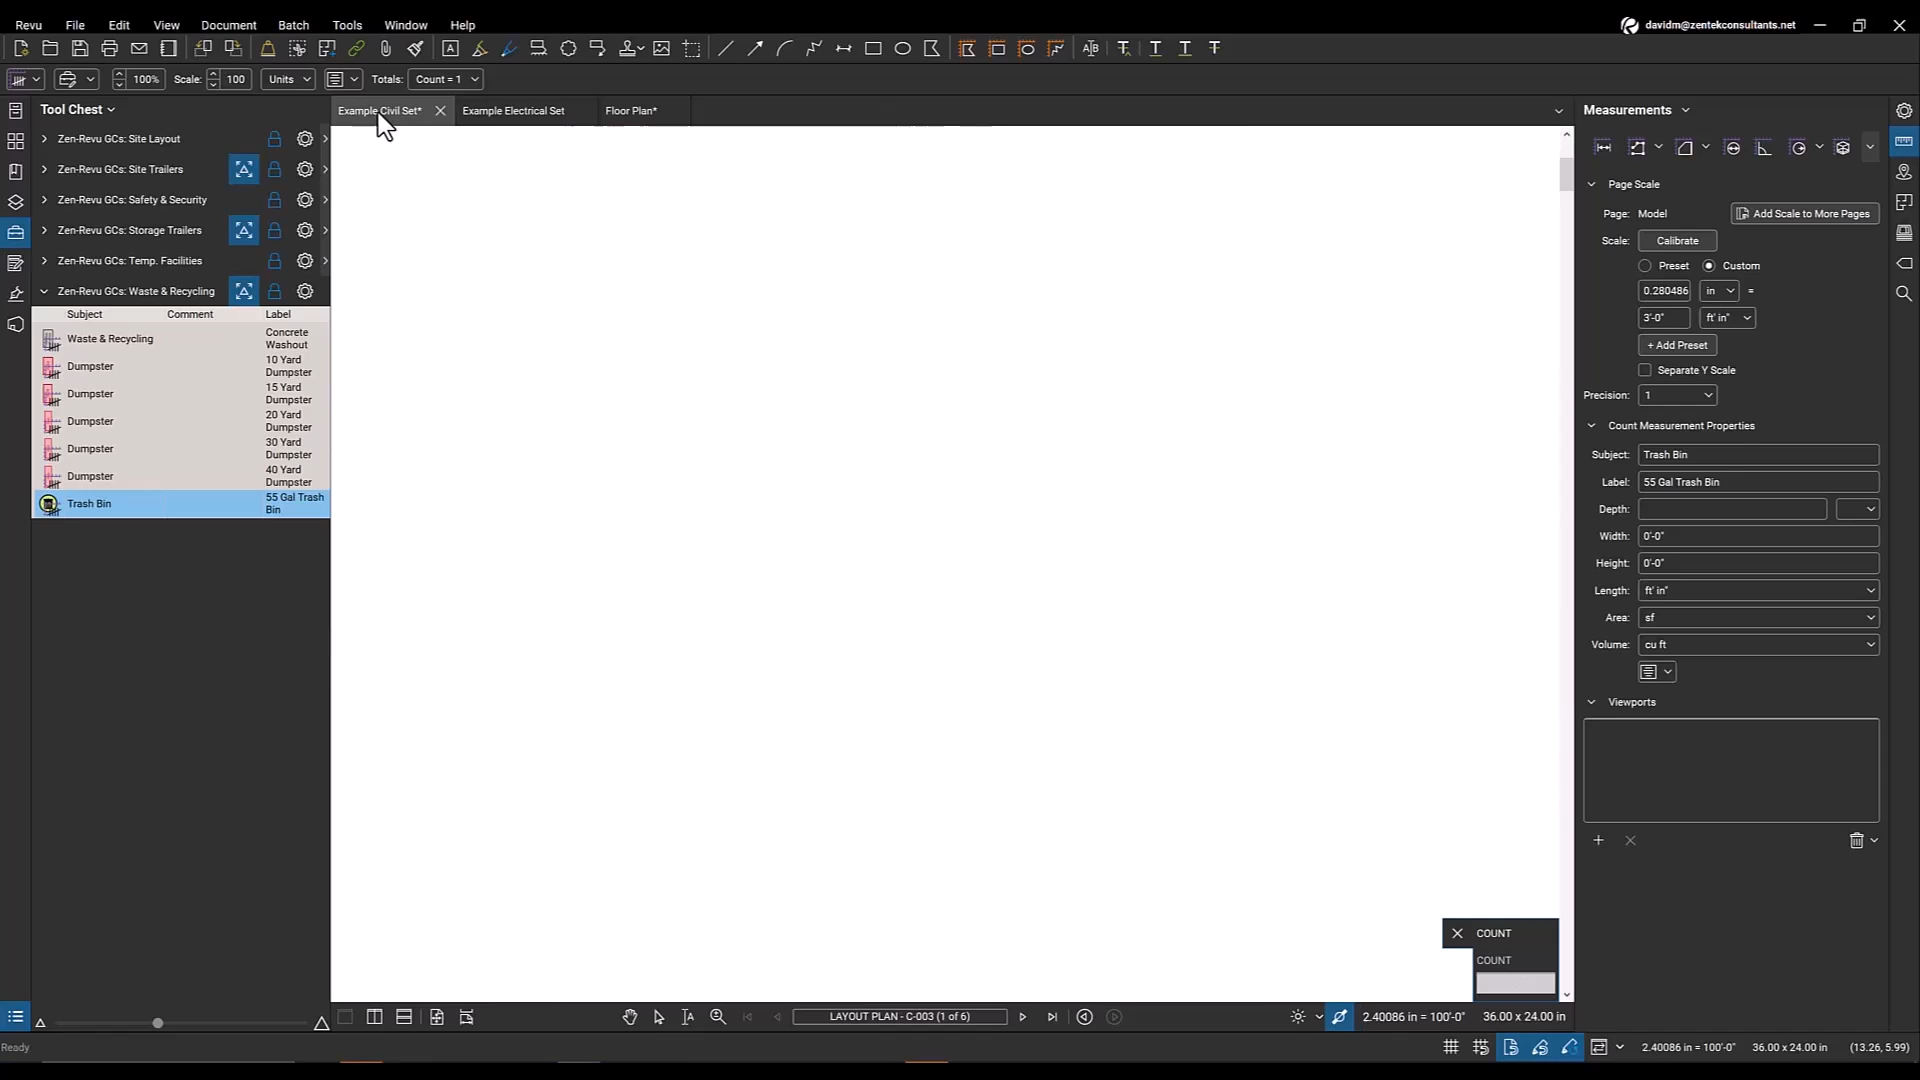 Revu File Edit View Document Batch Tools Window Help davidm@zentekconsultants.net
100% Scale: 100 Units Totals: Count = 1
Tool Chest
Zen-Revu GCs: Site Layout
Zen-Revu GCs: Site Trailers
Zen-Revu GCs: Safety & Security
Zen-Revu GCs: Storage Trailers
Zen-Revu GCs: Temp. Facilities
Zen-Revu GCs: Waste & Recycling
Subject Comment Label
Waste & Recycling Concrete
Washout
Dumpster 10 Yard
Dumpster
Dumpster 15 Yard
Dumpster
Dumpster 20 Yard
Dumpster
Dumpster 30 Yard
Dumpster
Dumpster 40 Yard
Dumpster
Trash Bin 55 Gal Trash
Bin
Example Civil Set* Example Electrical Set Floor Plan*
COUNT
COUNT
LAYOUT PLAN - C-003 (1 of 6) 2.40086 in = 100'-0" 36.00 x 24.00 in
Measurements
Page Scale
Page: Model Add Scale to More Pages
Scale: Calibrate
Preset Custom
0.280486 in =
3'-0" ft' in"
+ Add Preset
Separate Y Scale
Precision: 1
Count Measurement Properties
Subject: Trash Bin
Label: 55 Gal Trash Bin
Depth:
Width: 0'-0"
Height: 0'-0"
Length: ft' in"
Area: sf
Volume: cu ft
Viewports
Ready 2.40086 in = 100'-0" 36.00 x 24.00 in (13.26, 5.99)